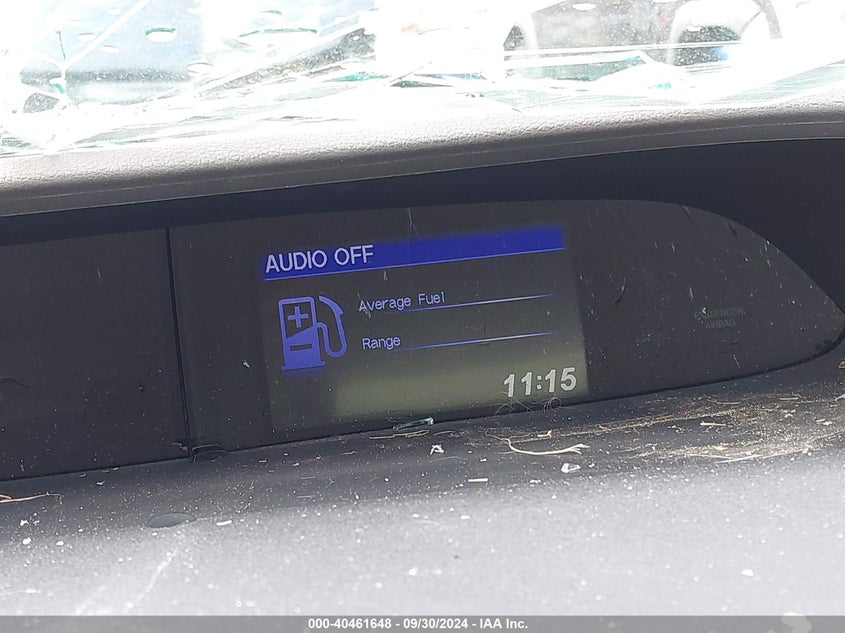 AUDIO OFF
Average Fuel
Range
11:15
PASSENGER
AIRBAG
000-40461648 - 09/30/2024 - IAA Inc.